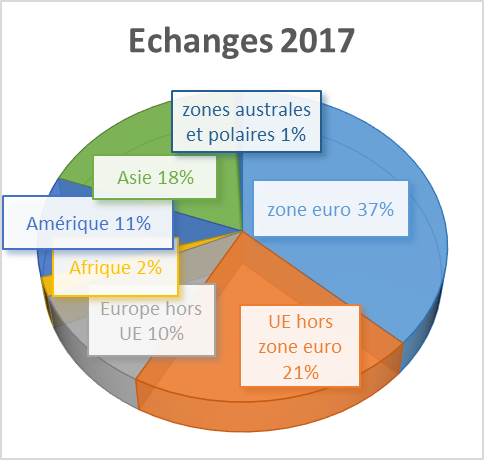 Echanges 2017
zones australes
et polaires 1%
Asie 18%
zone euro 37%
Amérique 11%
Afrique 2%
Europe hors
UE 10%
UE hors
zone euro
21%